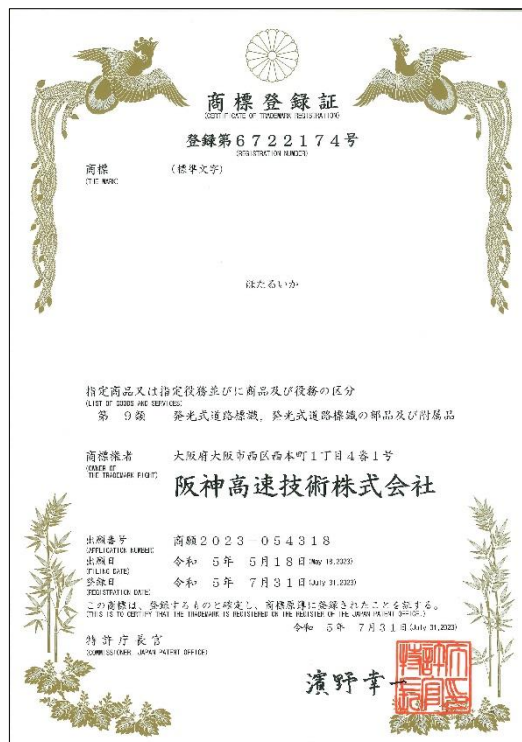 商標登録証
(CERTIFICATE OF TRADEMARK REGISTRATION)
登録第6722174号
(REGISTRATION NUMBER)
商標 (標準文字)
(THE MARK)
ほたるいか
指定商品又は指定役務並びに商品及び役務の区分
(LIST OF GOODS AND SERVICES)
第 9類 発光式道路標識,発光式道路標識の部品及び附属品
商標権者 大阪府大阪市西区西本町1丁目4番1号
(OWNER OF THE TRADEMARK RIGHT)
阪神高速技術株式会社
出願番号 商願2023-054318
(APPLICATION NUMBER)
出願日 令和 5年 5月18日(May 18,2023)
(FILING DATE)
登録日 令和 5年 7月31日(July 31,2023)
(REGISTRATION DATE)
この商標は、登録するものと確定し、商標原簿に登録されたことを証する。
(THIS IS TO CERTIFY THAT THE TRADEMARK IS REGISTERED ON THE REGISTER OF THE JAPAN PATENT OFFICE.)
令和 5年 7月31日(July 31,2023)
特許庁長官
(COMMISSIONER, JAPAN PATENT OFFICE)
濱野幸一
特許庁長官之印